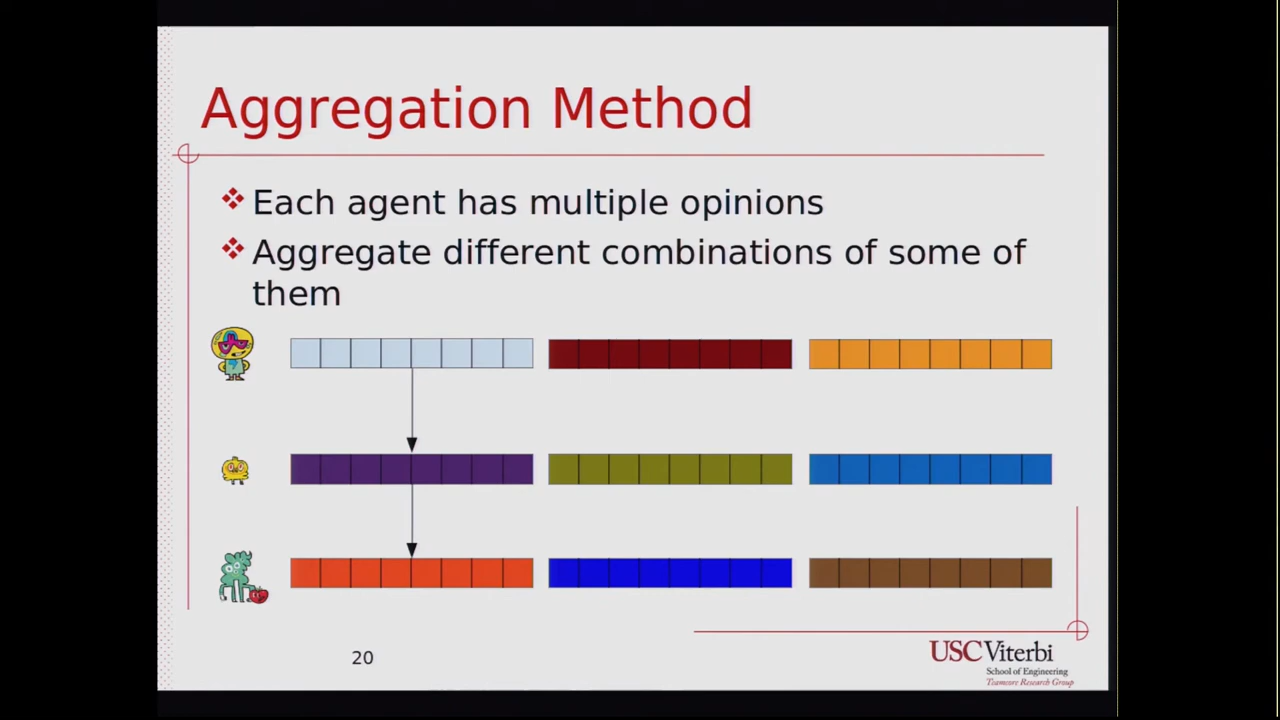 Aggregation Method
Each agent has multiple opinions
Aggregate different combinations of some of
them
20
USC Viterbi
School of Engineering
Teamcore Research Group